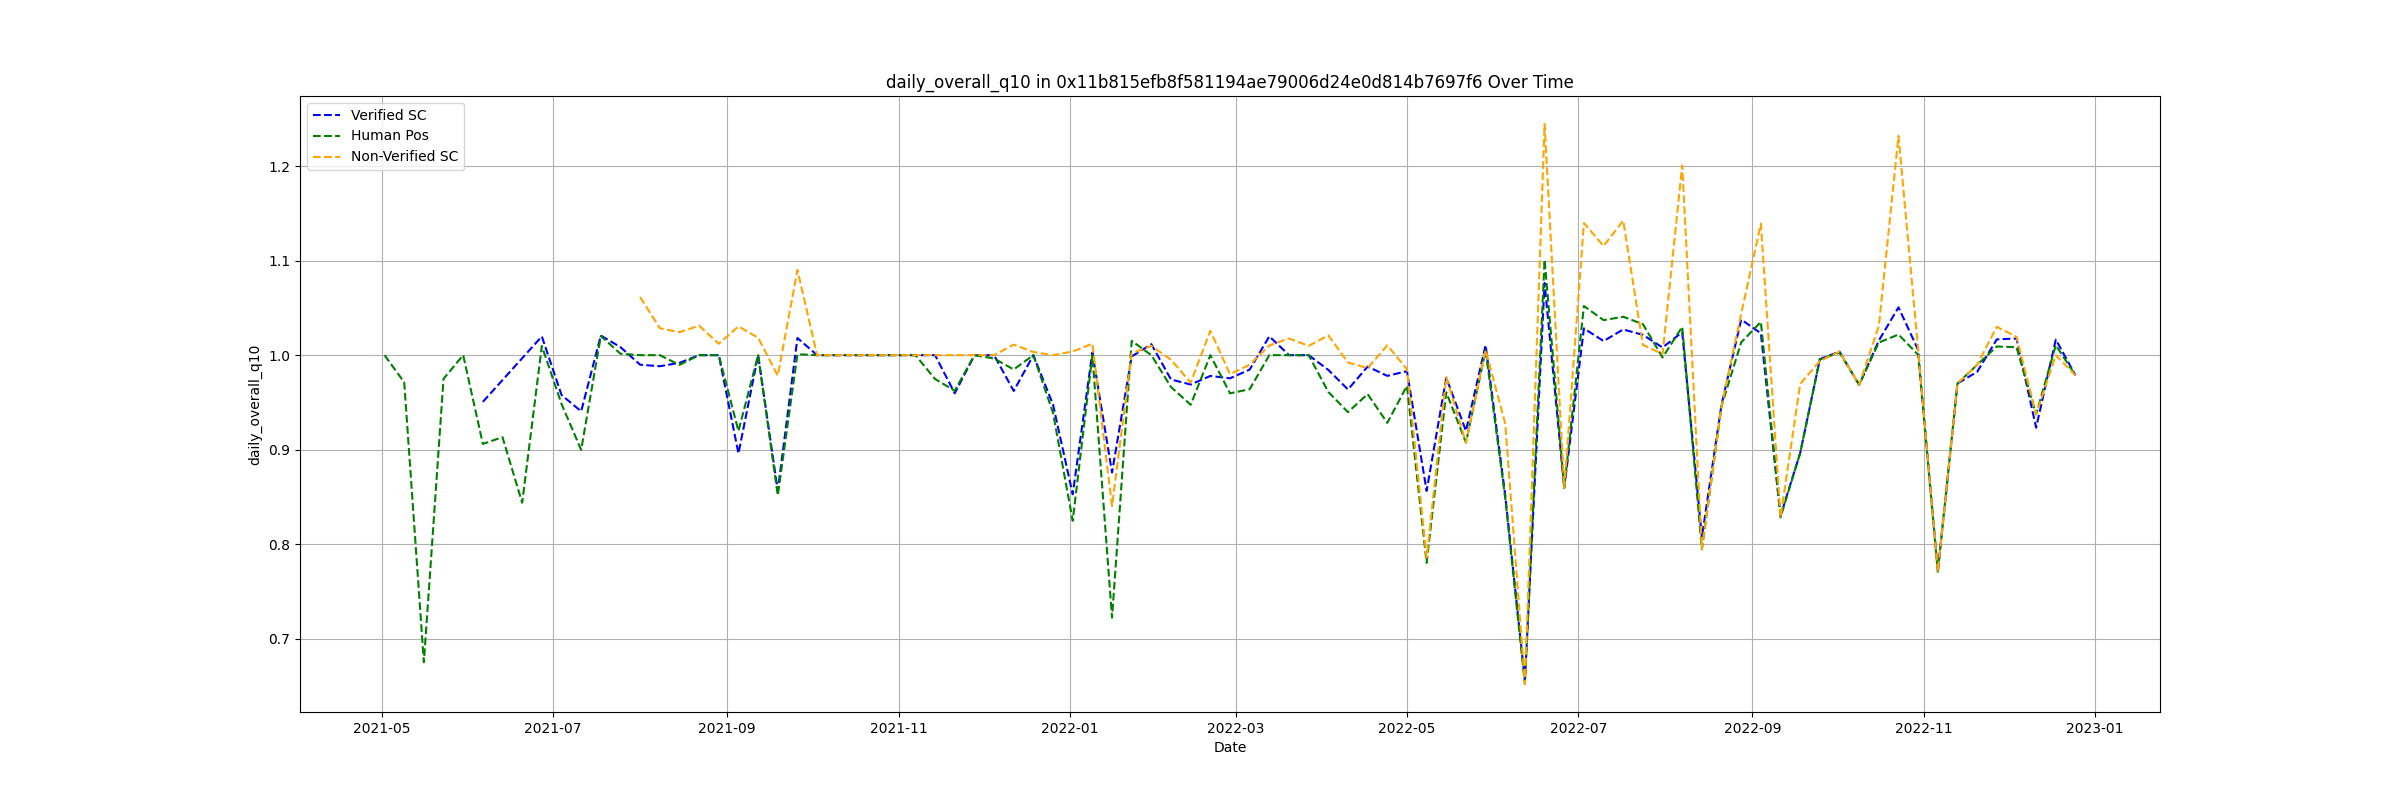 daily_overall_q10 in 0x11b815efb8f581194ae79006d24e0d814b7697f6 Over Time
Verified SC
Human Pos
Non-Verified SC
1.2
1.1
1.0
0.9
0.8
0.7
daily_overall_q10
2021-05 2021-07 2021-09 2021-11 2022-01 2022-03 2022-05 2022-07 2022-09 2022-11 2023-01
Date